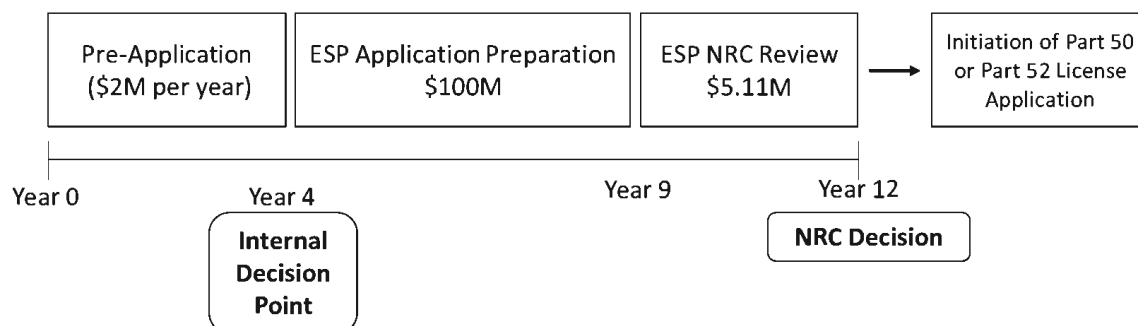 Pre-Application
($2M per year)
ESP Application Preparation
$100M
ESP NRC Review
$5.11M
Initiation of Part 50
or Part 52 License
Application
Year 0
Year 4
Year 9
Year 12
Internal
Decision
Point
NRC Decision